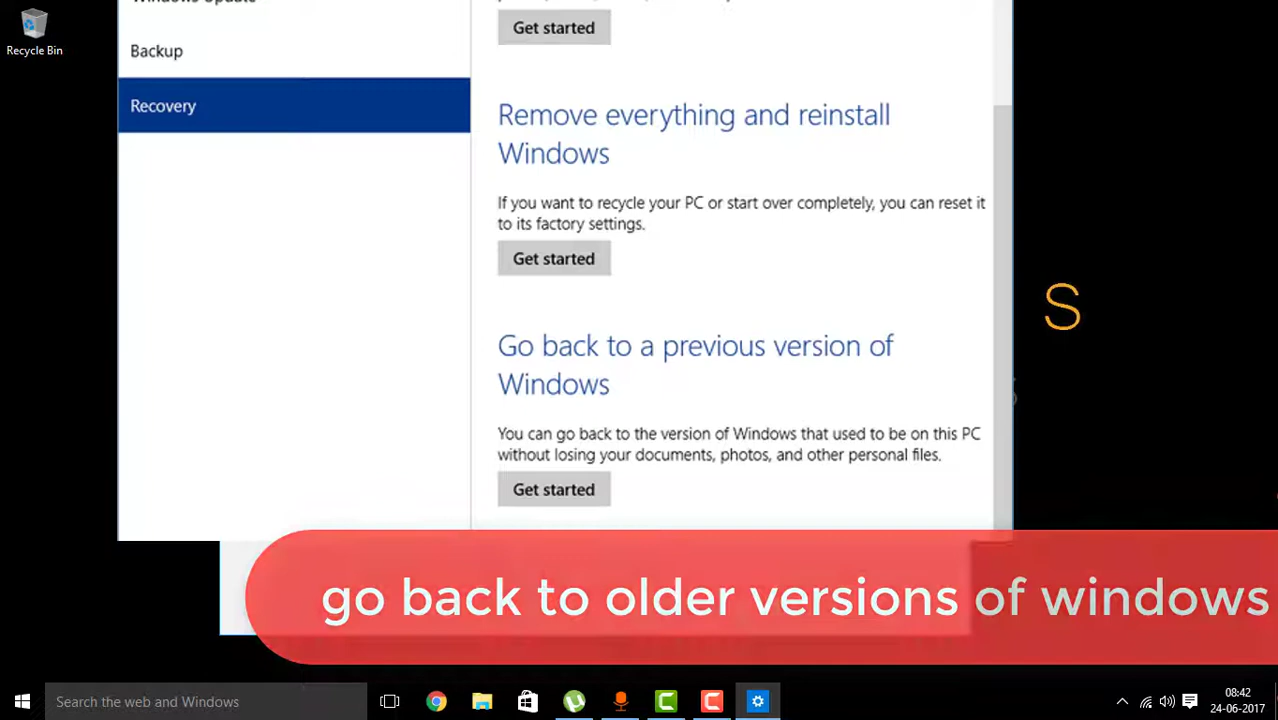 Recycle Bin
Windows Update
Backup
Recovery
Get started
Remove everything and reinstall
Windows
If you want to recycle your PC or start over completely, you can reset it
to its factory settings.
Get started
Go back to a previous version of
Windows
You can go back to the version of Windows that used to be on this PC
without losing your documents, photos, and other personal files.
Get started
S
go back to older versions of windows
Search the web and Windows
08:42
24-06-2017